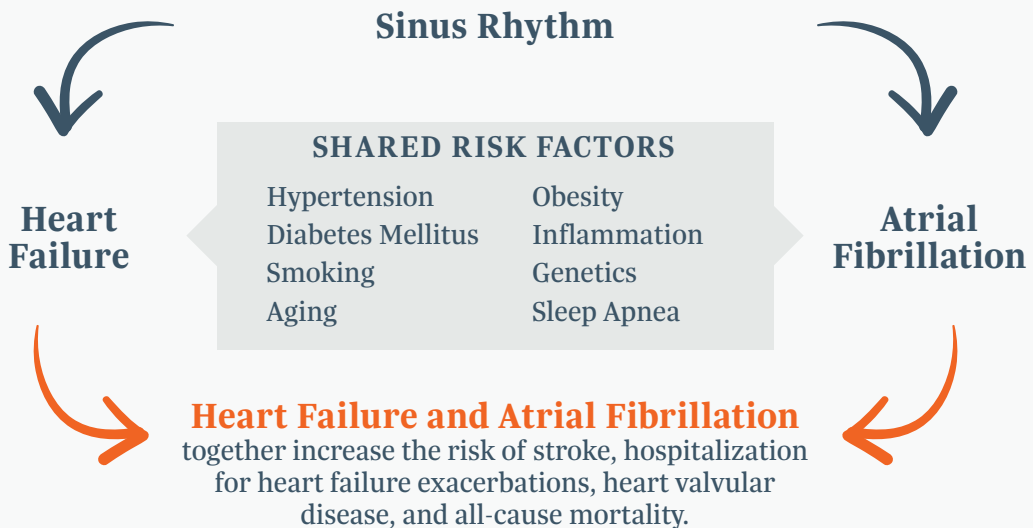 Sinus Rhythm
SHARED RISK FACTORS
Hypertension
Diabetes Mellitus
Smoking
Aging
Obesity
Inflammation
Genetics
Sleep Apnea
Heart
Failure
Atrial
Fibrillation
Heart Failure and Atrial Fibrillation
together increase the risk of stroke, hospitalization
for heart failure exacerbations, heart valvular
disease, and all-cause mortality.